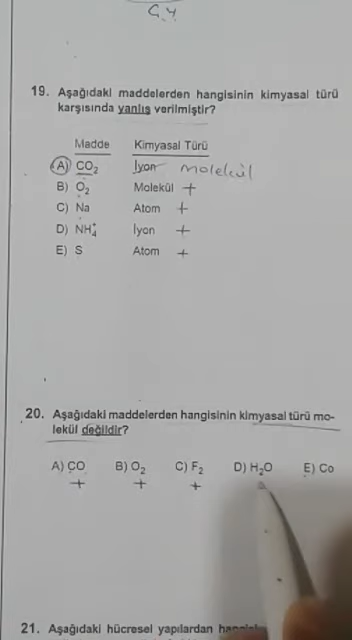 Ç.Y
19. Aşağıdaki maddelerden hangisinin kimyasal türü
karşısında yanlış verilmiştir?
Madde Kimyasal Türü
A) CO₂ İyon molekül
B) O₂ Molekül +
C) Na Atom +
D) NH₄⁺ İyon +
E) S Atom +
20. Aşağıdaki maddelerden hangisinin kimyasal türü mo-
lekül değildir?
A) CO B) O₂ C) F₂ D) H₂O E) Co
+ + +
21. Aşağıdaki hücresel yapılardan